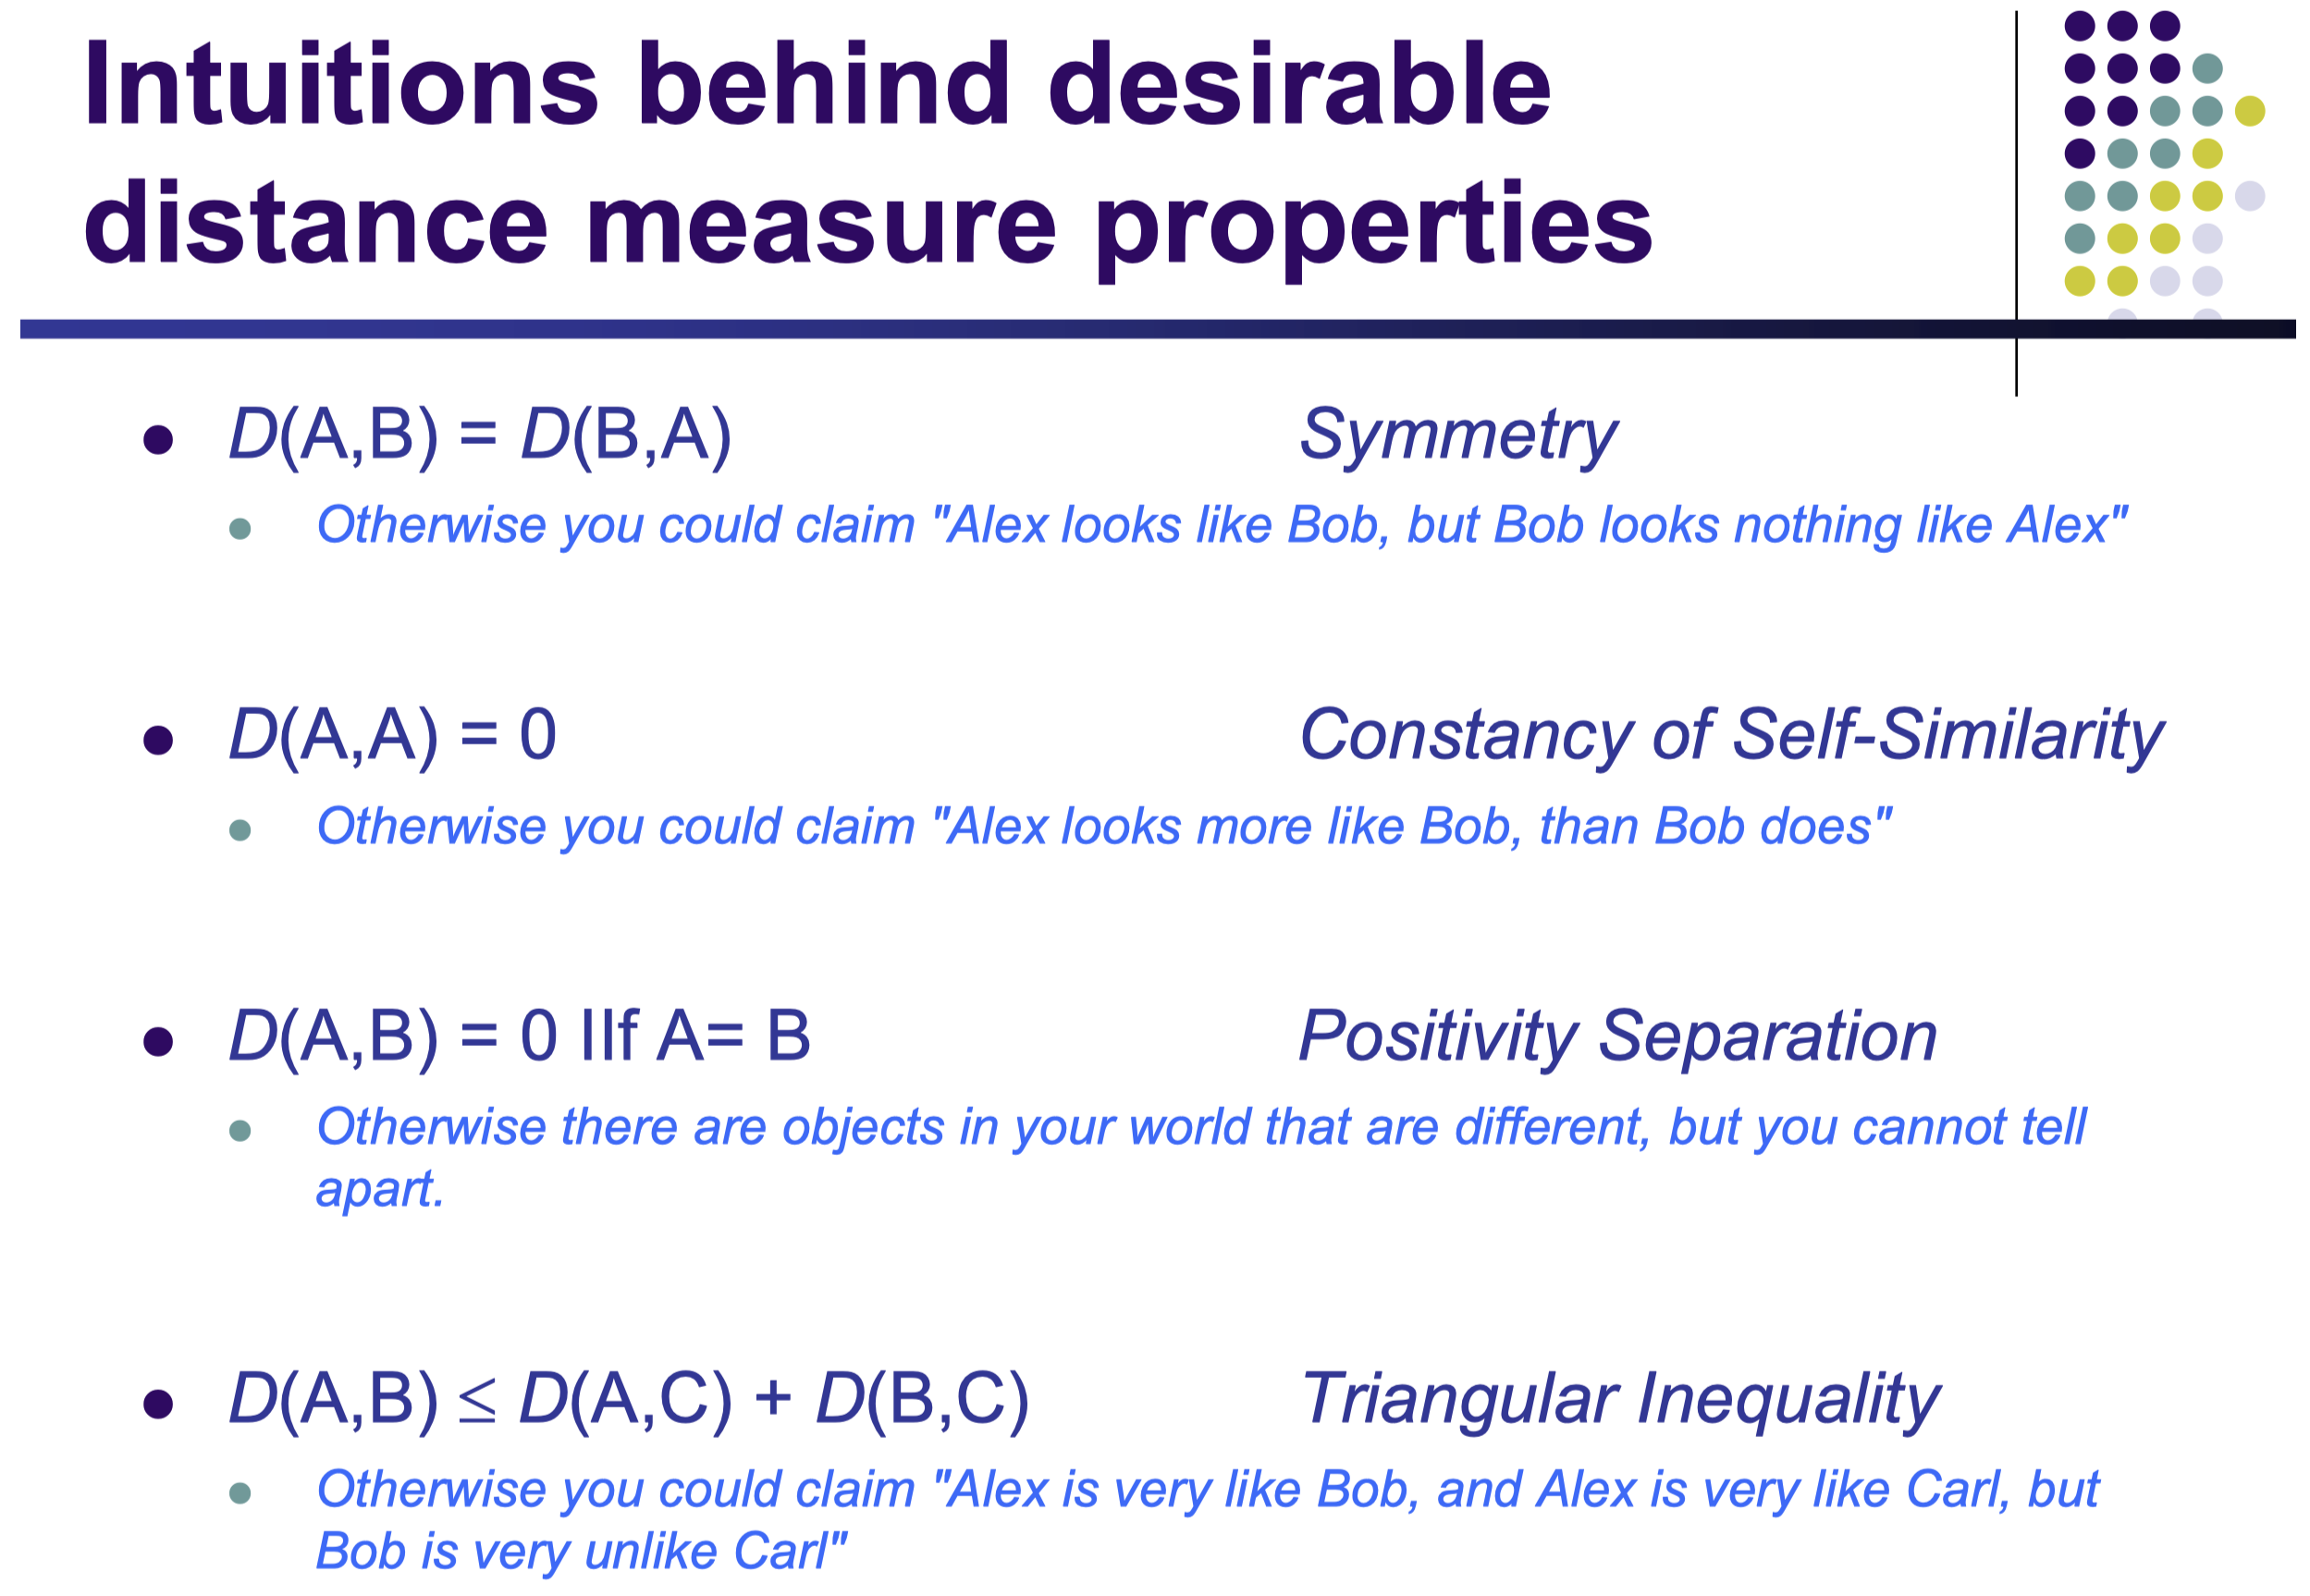 Intuitions behind desirable
distance measure properties
D(A,B) = D(B,A) Symmetry
Otherwise you could claim "Alex looks like Bob, but Bob looks nothing like Alex"
D(A,A) = 0 Constancy of Self-Similarity
Otherwise you could claim "Alex looks more like Bob, than Bob does"
D(A,B) = 0 IIf A= B Positivity Separation
Otherwise there are objects in your world that are different, but you cannot tell
apart.
D(A,B) ≤ D(A,C) + D(B,C) Triangular Inequality
Otherwise you could claim "Alex is very like Bob, and Alex is very like Carl, but
Bob is very unlike Carl"